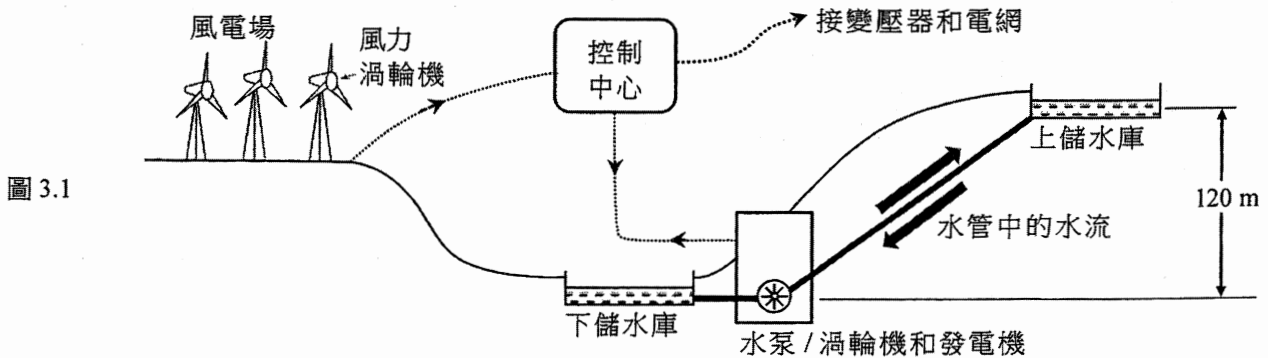 風電場
風力
渦輪機
控制
中心
接變壓器和電網
上儲水庫
圖 3.1
120 m
水管中的水流
下儲水庫
水泵 / 渦輪機和發電機